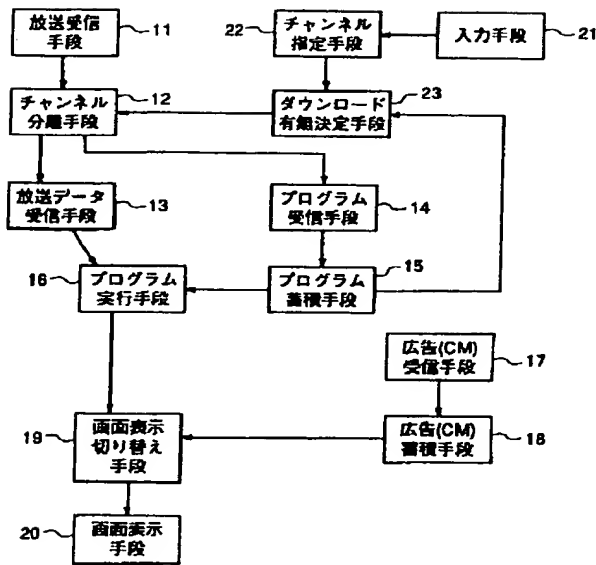 放送受信
手段
11
22
チャンネル
指定手段
入力手段
21
チャンネル
分離手段
12
ダウンロード
有無決定手段
23
放送データ
受信手段
13
プログラム
受信手段
14
16
プログラム
実行手段
プログラム
蓄積手段
15
広告(CM)
受信手段
17
19
画面表示
切り替え
手段
広告(CM)
蓄積手段
18
20
画面表示
手段